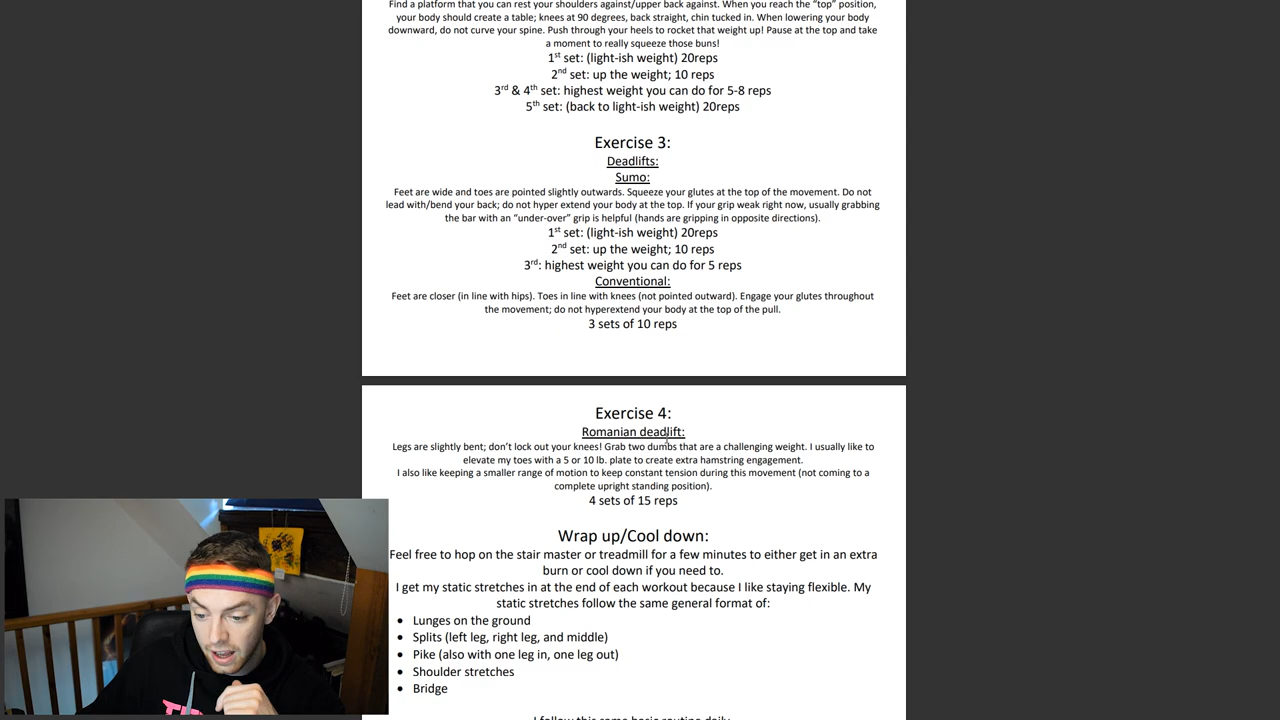 Find a platform that you can rest your shoulders against/upper back against. When you reach the “top” position,
your body should create a table; knees at 90 degrees, back straight, chin tucked in. When lowering your body
downward, do not curve your spine. Push through your heels to rocket that weight up! Pause at the top and take
a moment to really squeeze those buns!
1st set: (light-ish weight) 20reps
2nd set: up the weight; 10 reps
3rd & 4th set: highest weight you can do for 5-8 reps
5th set: (back to light-ish weight) 20reps
Exercise 3:
Deadlifts:
Sumo:
Feet are wide and toes are pointed slightly outwards. Squeeze your glutes at the top of the movement. Do not
lead with/bend your back; do not hyper extend your body at the top. If your grip weak right now, usually grabbing
the bar with an “under-over” grip is helpful (hands are gripping in opposite directions).
1st set: (light-ish weight) 20reps
2nd set: up the weight; 10 reps
3rd: highest weight you can do for 5 reps
Conventional:
Feet are closer (in line with hips). Toes in line with knees (not pointed outward). Engage your glutes throughout
the movement; do not hyperextend your body at the top of the pull.
3 sets of 10 reps
Exercise 4:
Romanian deadlift:
Legs are slightly bent; don’t lock out your knees! Grab two dumbs that are a challenging weight. I usually like to
elevate my toes with a 5 or 10 lb. plate to create extra hamstring engagement.
I also like keeping a smaller range of motion to keep constant tension during this movement (not coming to a
complete upright standing position).
4 sets of 15 reps
Wrap up/Cool down:
Feel free to hop on the stair master or treadmill for a few minutes to either get in an extra
burn or cool down if you need to.
I get my static stretches in at the end of each workout because I like staying flexible. My
static stretches follow the same general format of:
• Lunges on the ground
• Splits (left leg, right leg, and middle)
• Pike (also with one leg in, one leg out)
• Shoulder stretches
• Bridge
I follow this same basic routine daily